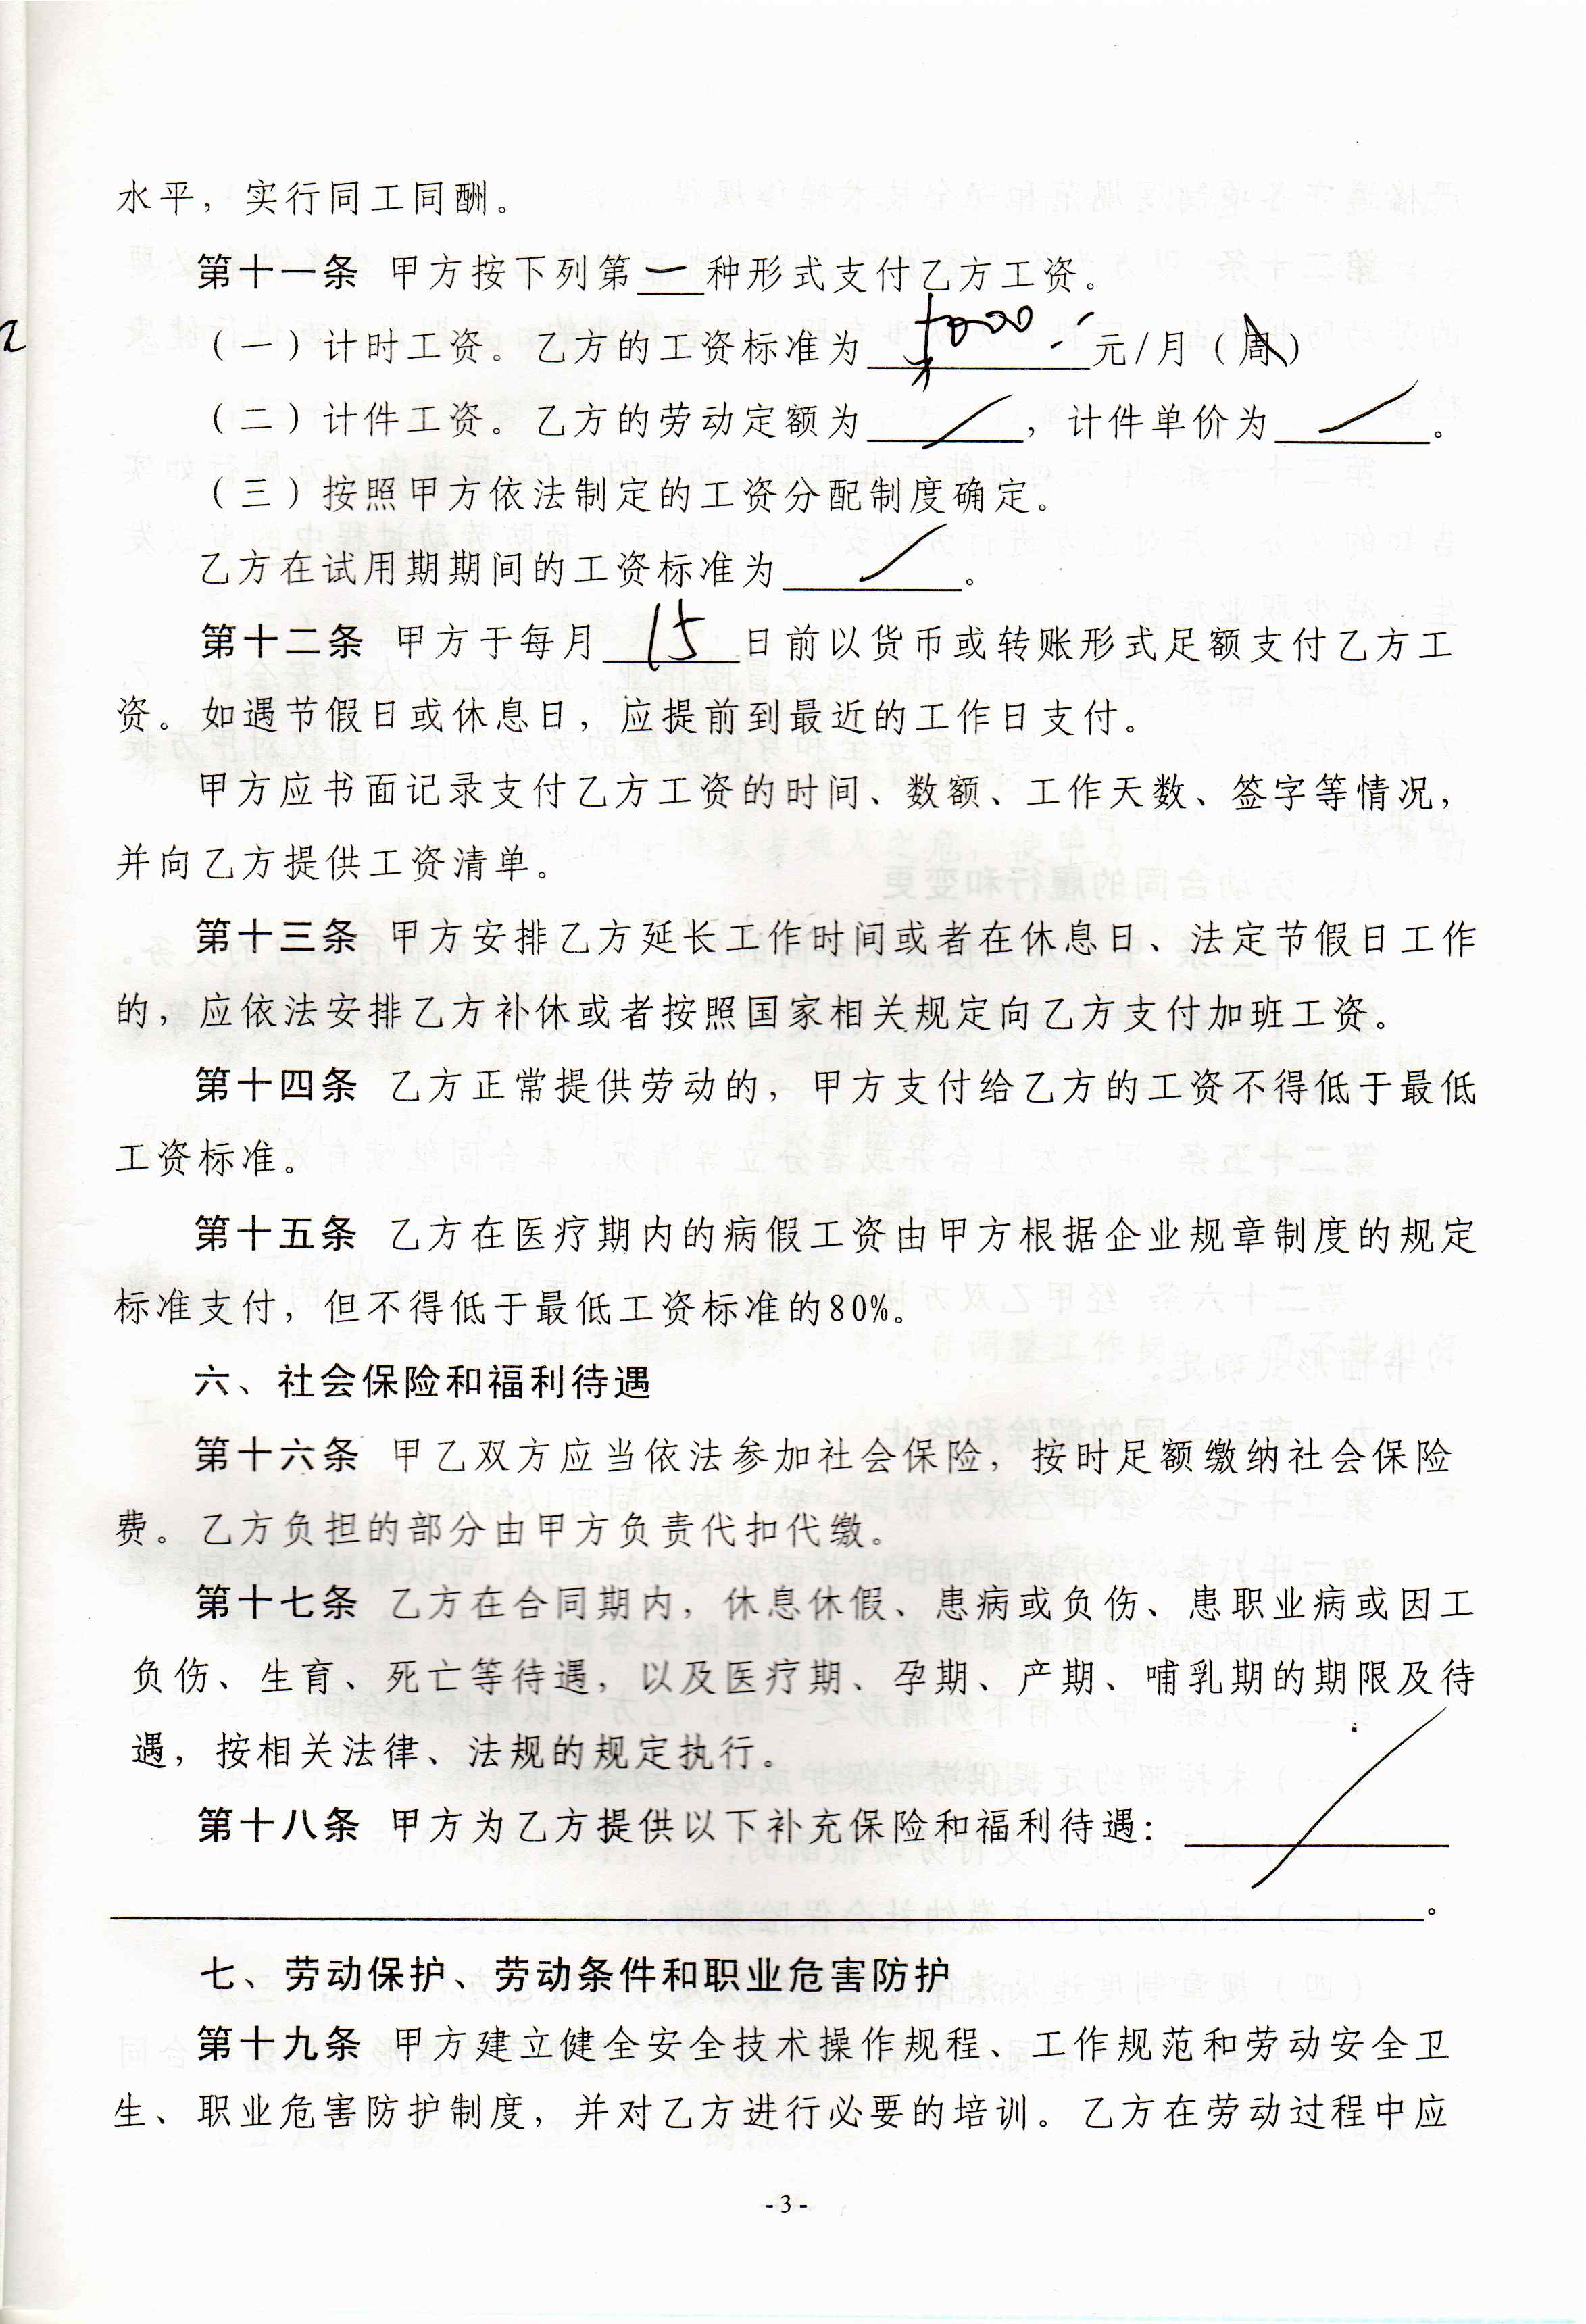 水平，实行同工同酬。
第十一条 甲方按下列第一种形式支付乙方工资。
（一）计时工资。乙方的工资标准为 元/月（周）
（二）计件工资。乙方的劳动定额为 ，计件单价为 。
（三）按照甲方依法制定的工资分配制度确定。
乙方在试用期期间的工资标准为 。
第十二条 甲方于每月15日前以货币或转账形式足额支付乙方工
资。如遇节假日或休息日，应提前到最近的工作日支付。
甲方应书面记录支付乙方工资的时间、数额、工作天数、签字等情况，
并向乙方提供工资清单。
第十三条 甲方安排乙方延长工作时间或者在休息日、法定节假日工作
的，应依法安排乙方补休或者按照国家相关规定向乙方支付加班工资。
第十四条 乙方正常提供劳动的，甲方支付给乙方的工资不得低于最低
工资标准。
第十五条 乙方在医疗期内的病假工资由甲方根据企业规章制度的规定
标准支付，但不得低于最低工资标准的80%。
六、社会保险和福利待遇
第十六条 甲乙双方应当依法参加社会保险，按时足额缴纳社会保险
费。乙方负担的部分由甲方负责代扣代缴。
第十七条 乙方在合同期内，休息休假、患病或负伤、患职业病或因工
负伤、生育、死亡等待遇，以及医疗期、孕期、产期、哺乳期的期限及待
遇，按相关法律、法规的规定执行。
第十八条 甲方为乙方提供以下补充保险和福利待遇：
。
七、劳动保护、劳动条件和职业危害防护
第十九条 甲方建立健全安全技术操作规程、工作规范和劳动安全卫
生、职业危害防护制度，并对乙方进行必要的培训。乙方在劳动过程中应
-3-